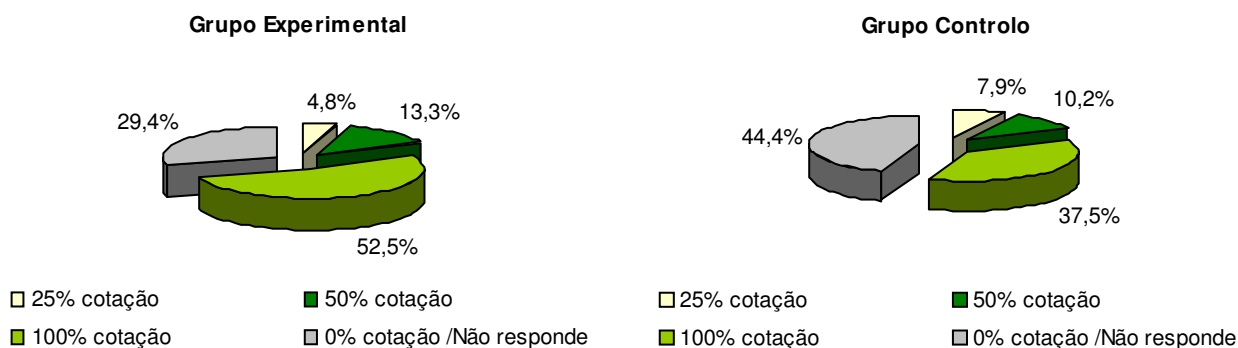 Grupo Experimental
4,8%
13,3%
29,4%
52,5%
25% cotação
50% cotação
100% cotação
0% cotação /Não responde
Grupo Controlo
7,9%
10,2%
44,4%
37,5%
25% cotação
50% cotação
100% cotação
0% cotação /Não responde